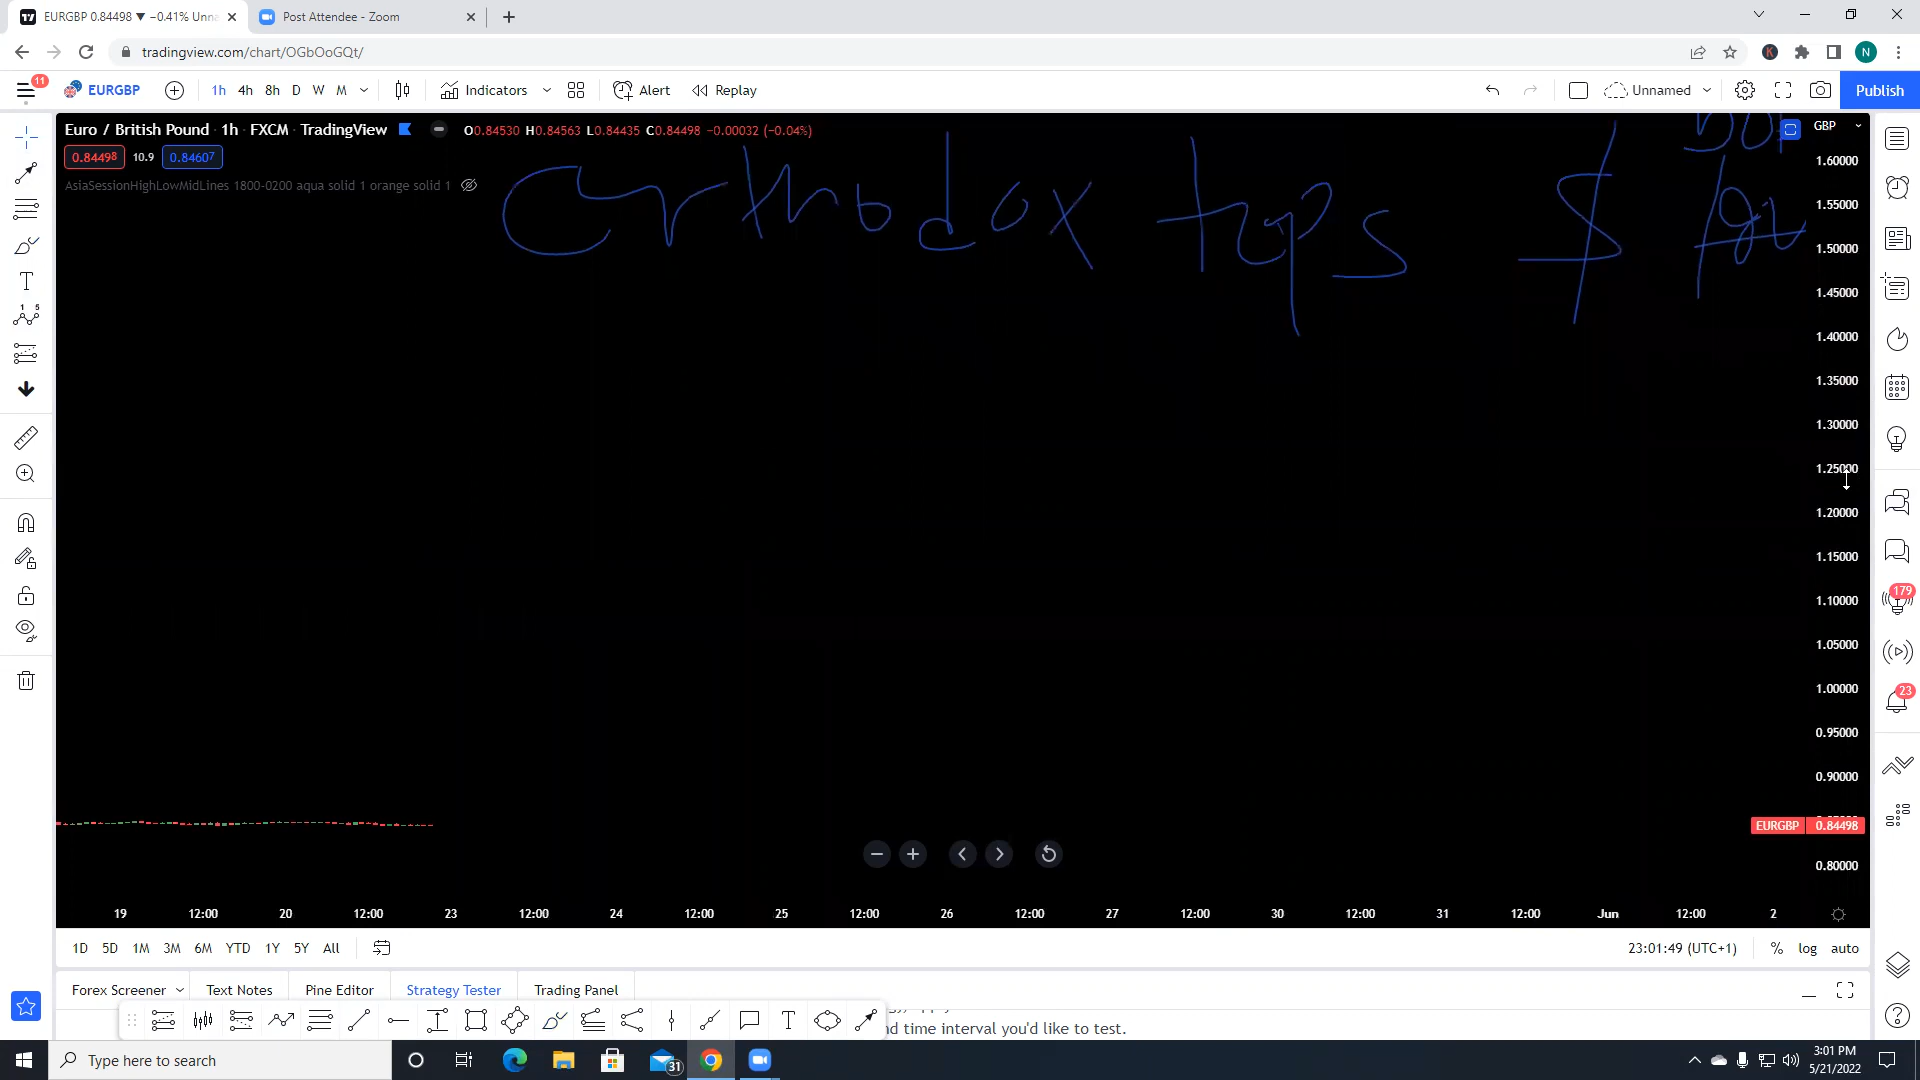 EURGBP 0.84498 ▼ −0.41% Unna
Post Attendee - Zoom
tradingview.com/chart/OGbOoGQt/
N
11
EURGBP
1h 4h 8h D W M
Indicators
Alert
Replay
Unnamed
Publish
Euro / British Pound 1h FXCM TradingView
O0.84530 H0.84563 L0.84435 C0.84498 −0.00032 (−0.04%)
GBP
0.84498 10.9 0.84607
AsiaSessionHighLowMidLines 1800-0200 aqua solid 1 orange solid 1
Orthodox tops $
1.60000
1.55000
1.50000
1.45000
1.40000
1.35000
1.30000
1.25000
1.20000
1.15000
1.10000
1.05000
1.00000
0.95000
0.90000
EURGBP 0.84498
0.80000
179
23
19 12:00 20 12:00 23 12:00 24 12:00 25 12:00 26 12:00 27 12:00 30 12:00 31 12:00 Jun 12:00 2
1D 5D 1M 3M 6M YTD 1Y 5Y All
23:01:49 (UTC+1) % log auto
Forex Screener Text Notes Pine Editor Strategy Tester Trading Panel
nd time interval you'd like to test.
Type here to search
31
3:01 PM
5/21/2022